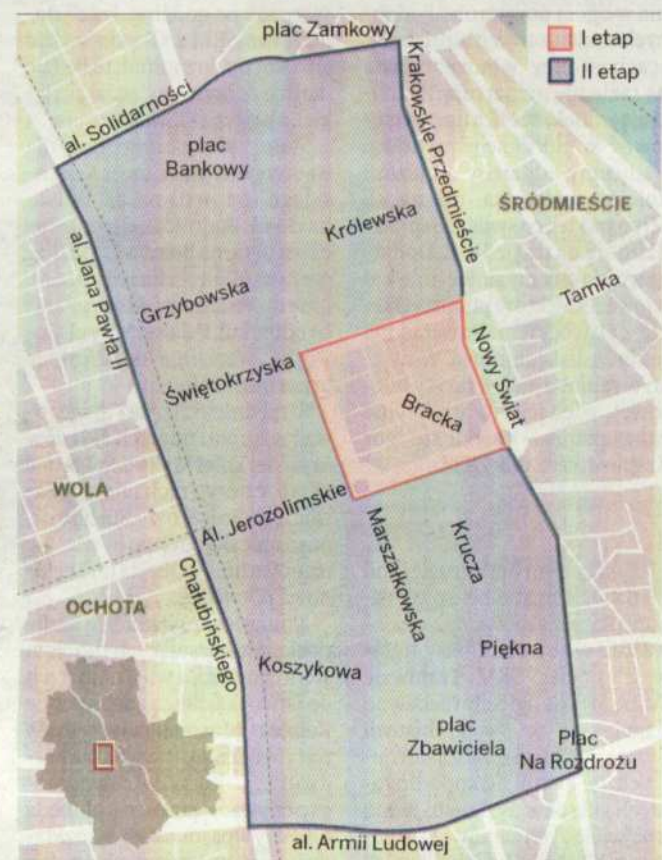 plac Zamkowy
I etap
II etap
al. Solidarności
Krakowskie Przedmieście
plac
Bankowy
ŚRÓDMIEŚCIE
Królewska
al. Jana Pawła II
Grzybowska
Tamka
Świętokrzyska
Nowy Świat
Bracka
WOLA
Al. Jerozolimskie
Marszałkowska
Krucza
OCHOTA
Chałubińskiego
Koszykowa
Piękna
plac
Zbawiciela
Plac
Na Rozdrożu
al. Armii Ludowej